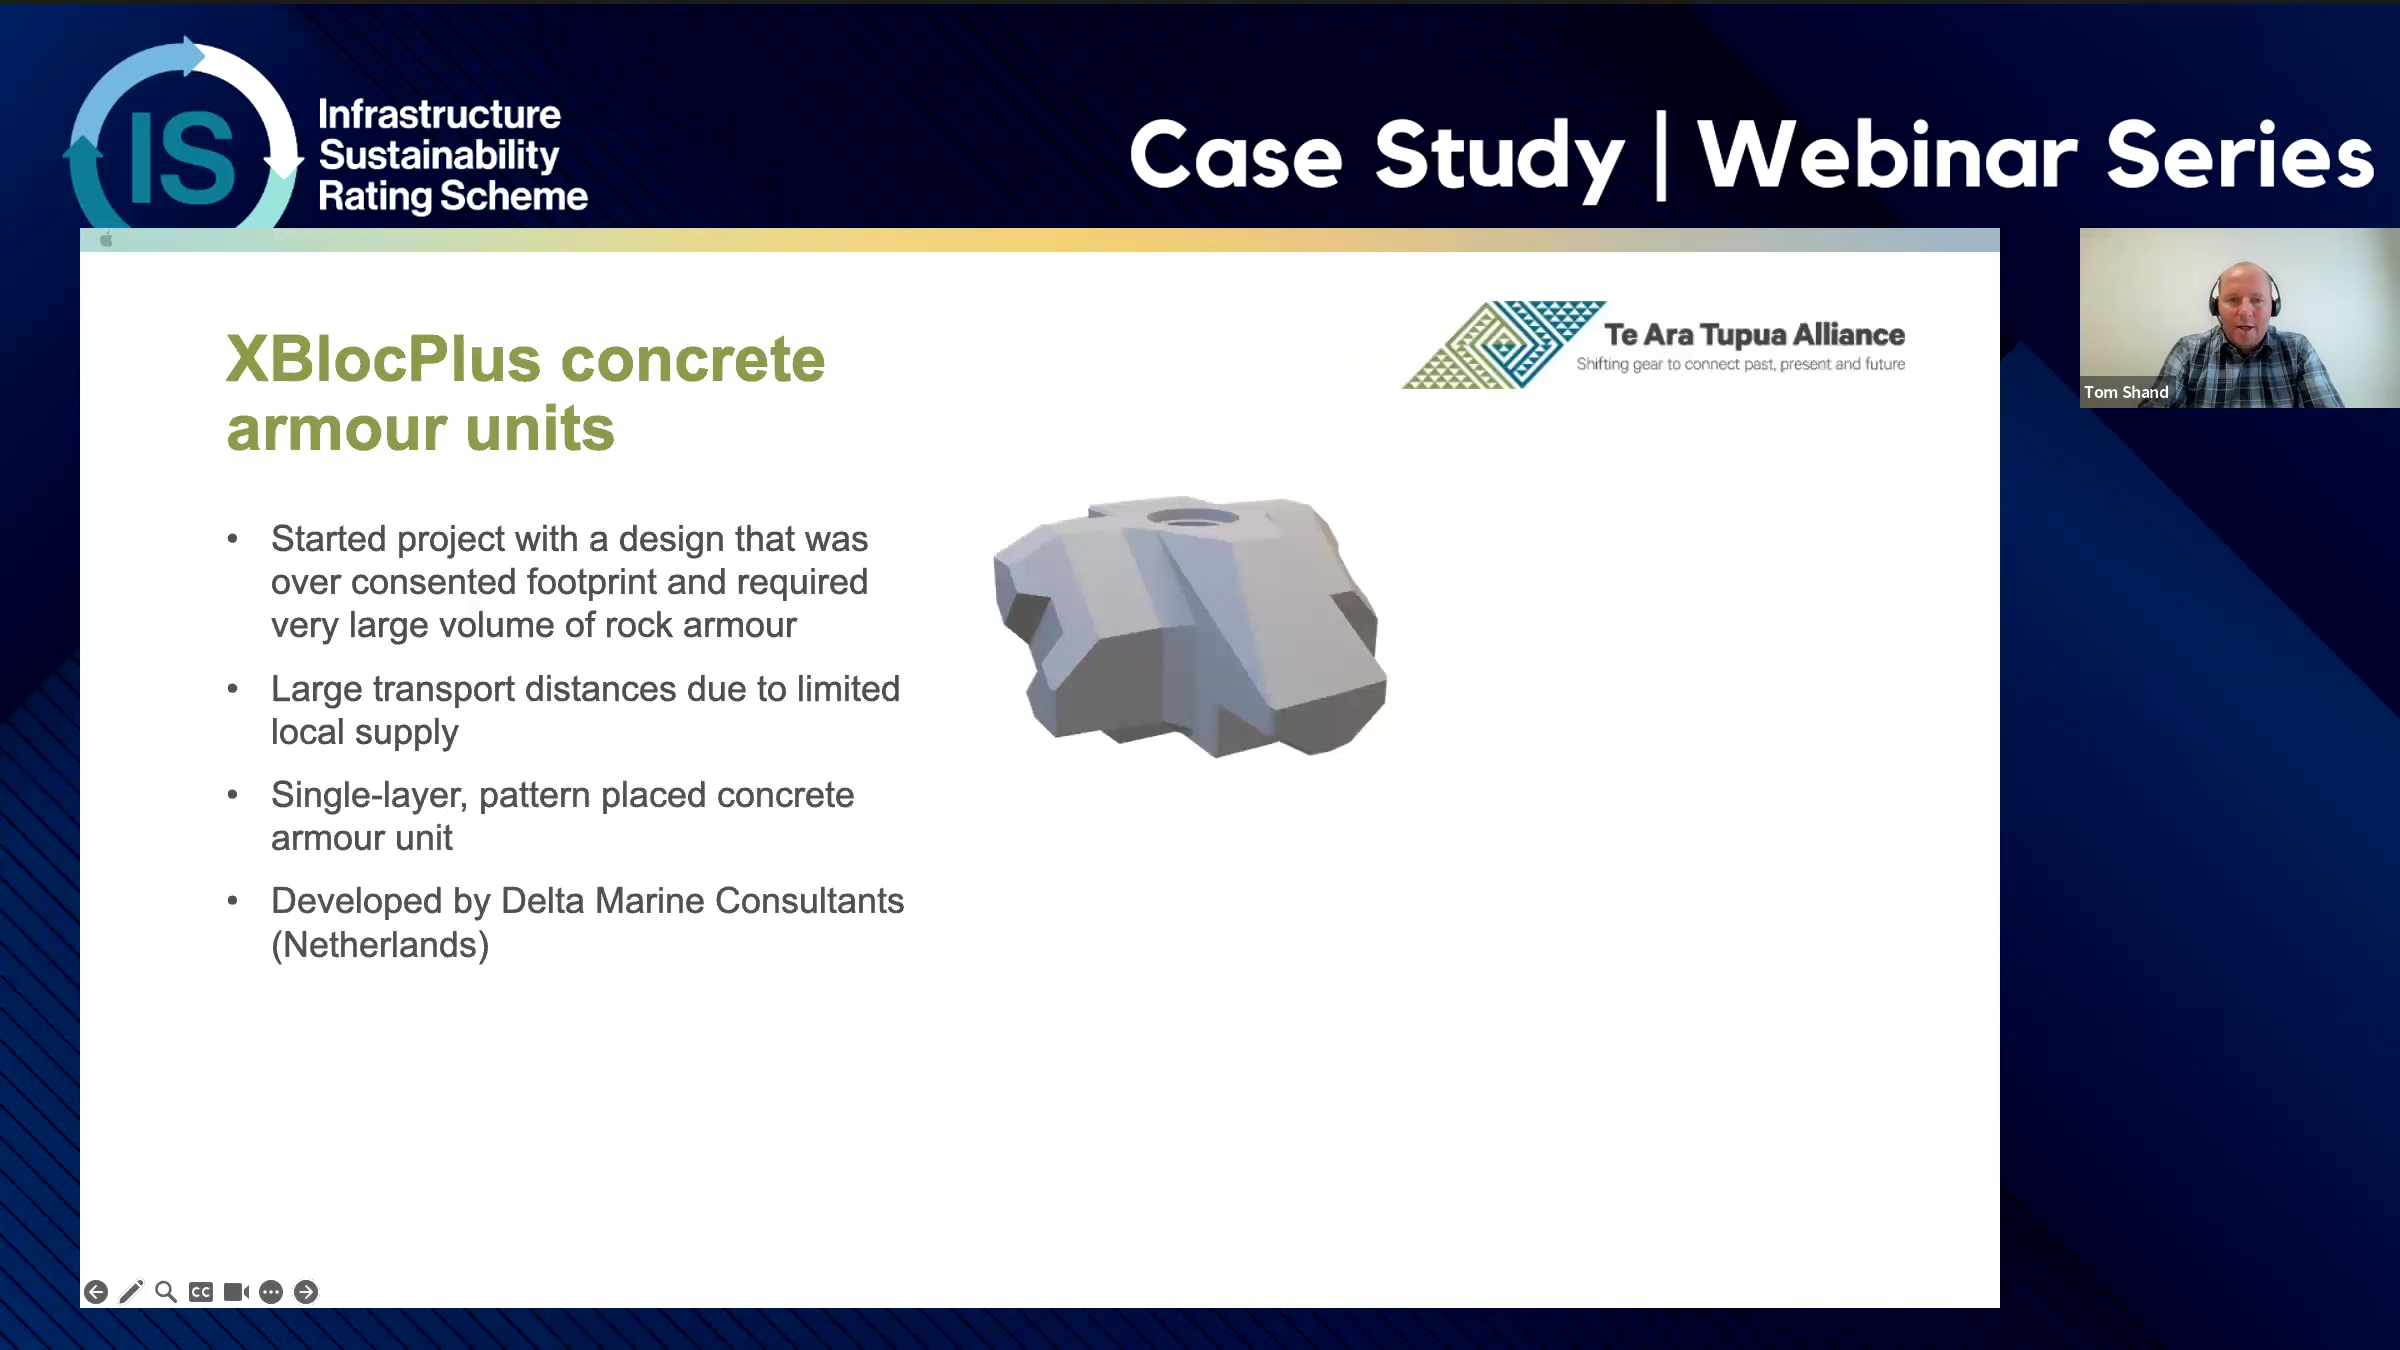 IS
Infrastructure
Sustainability
Rating Scheme
Case Study | Webinar Series
Te Ara Tupua Alliance
Shifting gear to connect past, present and future
Tom Shand
XBlocPlus concrete
armour units
• Started project with a design that was
over consented footprint and required
very large volume of rock armour
• Large transport distances due to limited
local supply
• Single-layer, pattern placed concrete
armour unit
• Developed by Delta Marine Consultants
(Netherlands)
CC